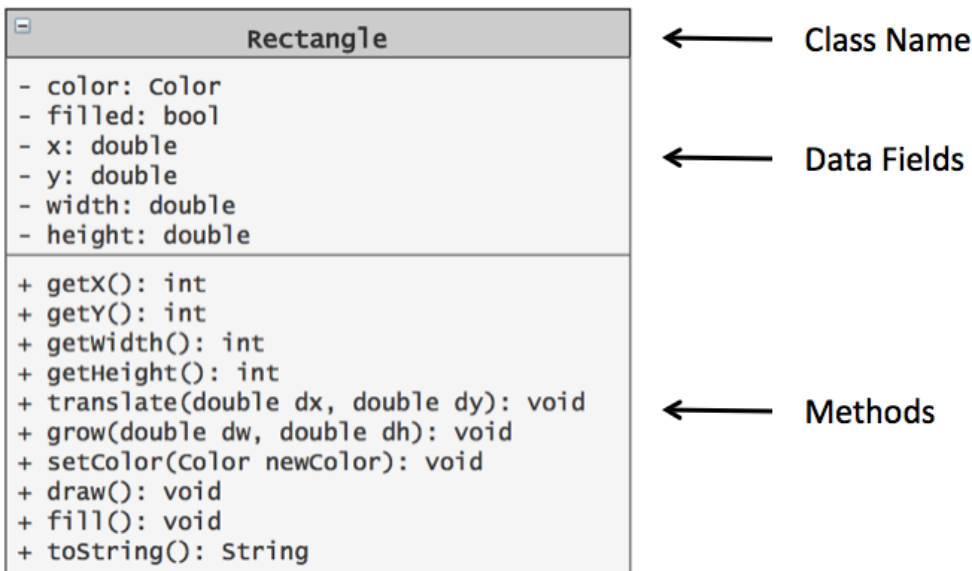 Rectangle
Class Name
- color: Color
- filled: bool
- x: double
- y: double
- width: double
- height: double
Data Fields
+ getX(): int
+ getY(): int
+ getWidth(): int
+ getHeight(): int
+ translate(double dx, double dy): void
+ grow(double dw, double dh): void
+ setColor(Color newColor): void
+ draw(): void
+ fill(): void
+ toString(): String
Methods